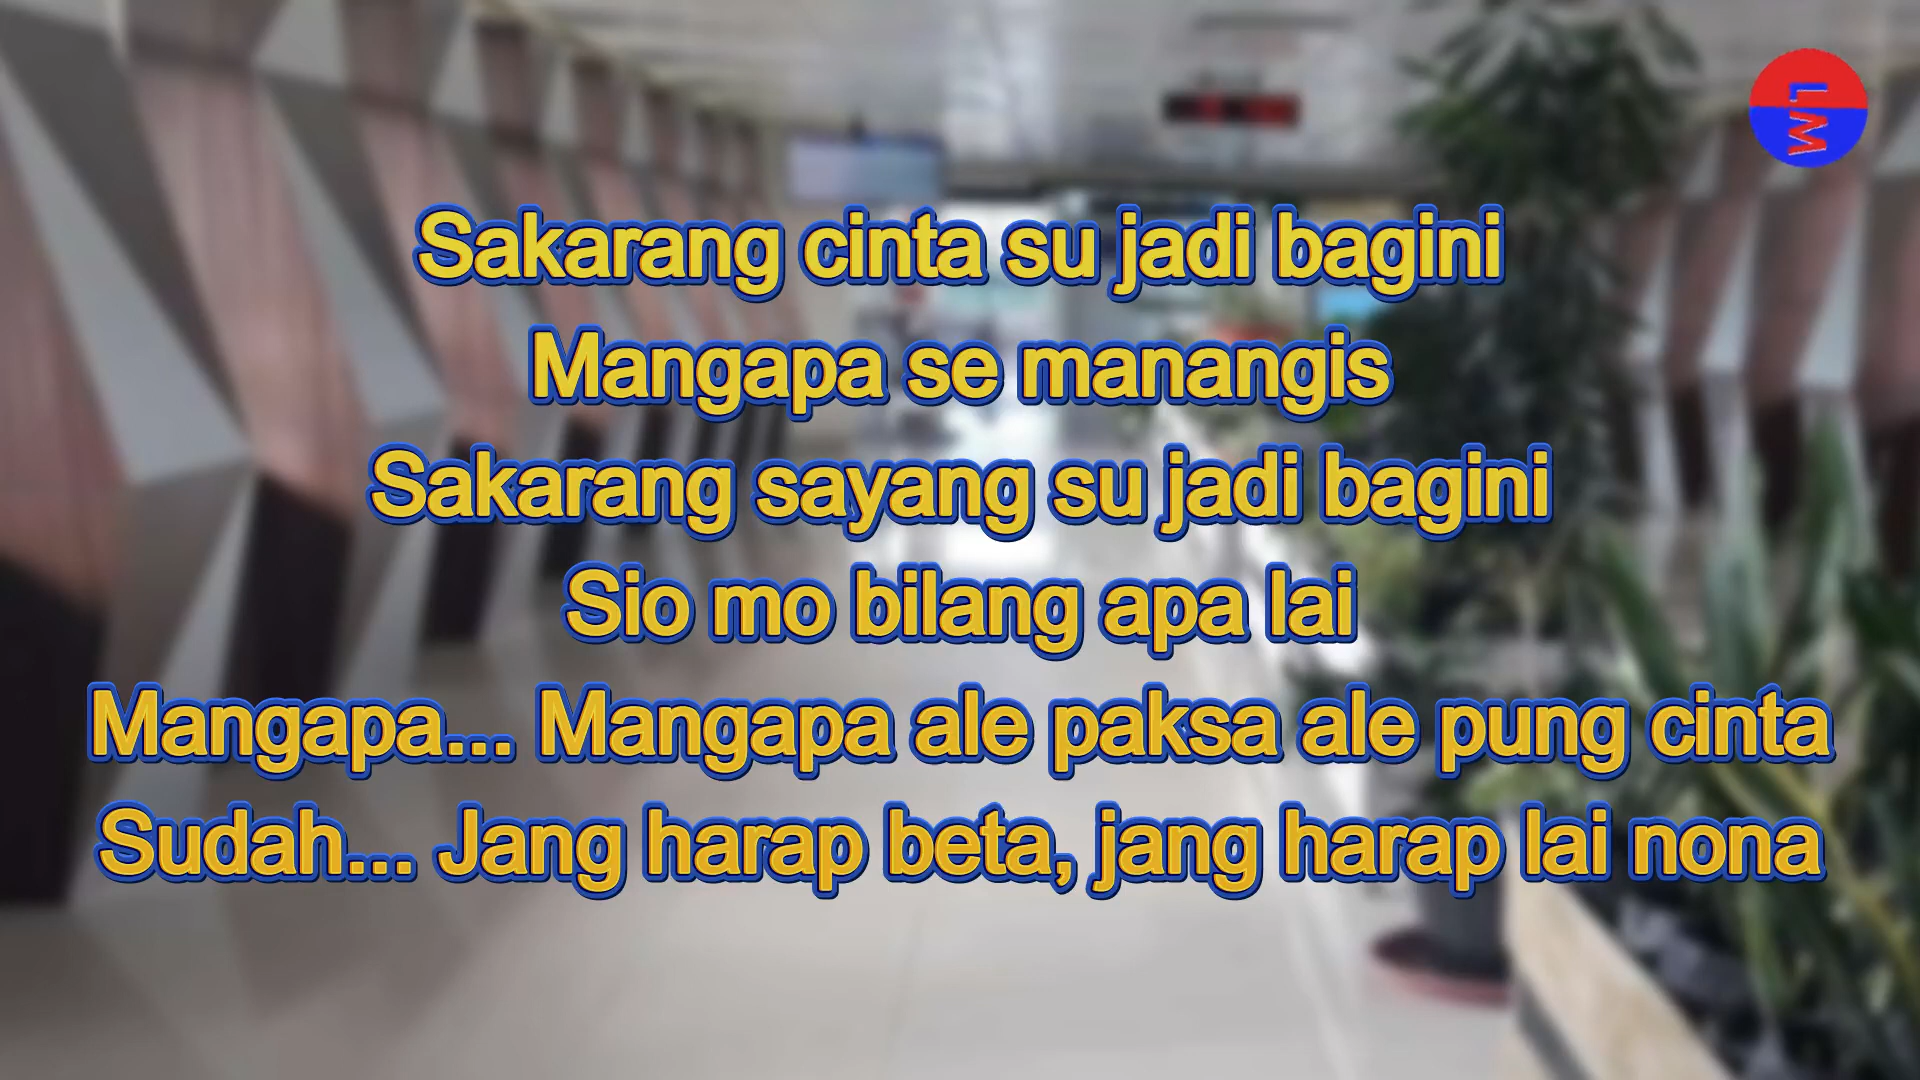 LM
Sakarang cinta su jadi bagini
Mangapa se manangis
Sakarang sayang su jadi bagini
Sio mo bilang apa lai
Mangapa... Mangapa ale paksa ale pung cinta
Sudah... Jang harap beta, jang harap lai nona